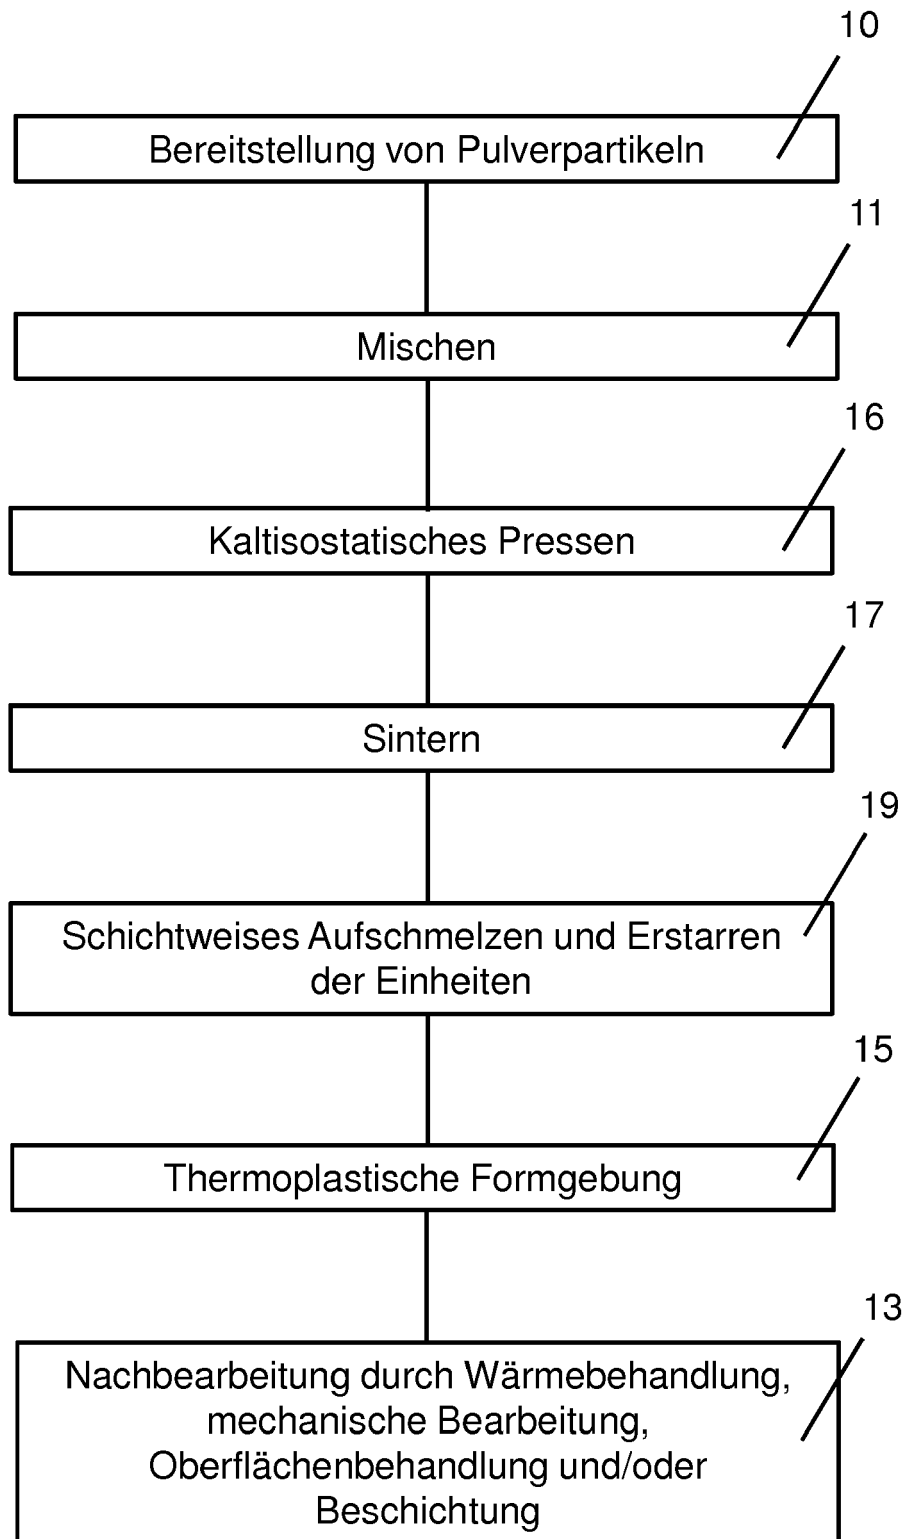 10
Bereitstellung von Pulverpartikeln
11
Mischen
16
Kaltisostatisches Pressen
17
Sintern
19
Schichtweises Aufschmelzen und Erstarren
der Einheiten
15
Thermoplastische Formgebung
13
Nachbearbeitung durch Wärmebehandlung,
mechanische Bearbeitung,
Oberflächenbehandlung und/oder
Beschichtung